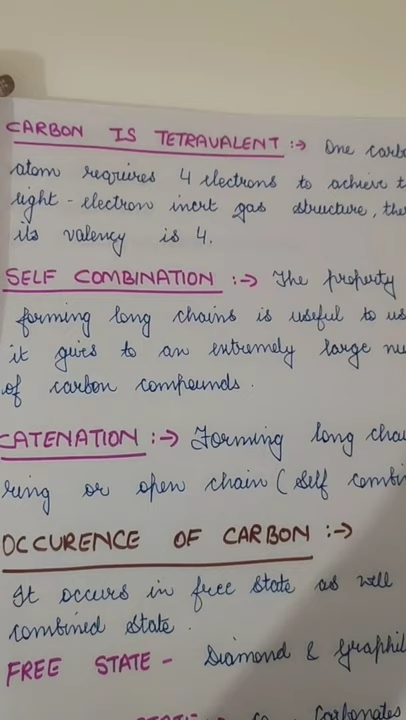 CARBON IS TETRAVALENT :→ One carb
atom requires 4 electrons to achieve t
eight - electron inert gas structure, the
its valency is 4.
SELF COMBINATION :→ The property
forming long chains is useful to us
it gives to an extremely large nu
of carbon compounds.
CATENATION :→ Forming long chai
ring or open chain (self combi
OCCURENCE OF CARBON :→
It occurs in free state as well
combined state.
FREE STATE - Diamond & Graphi
Carbonates